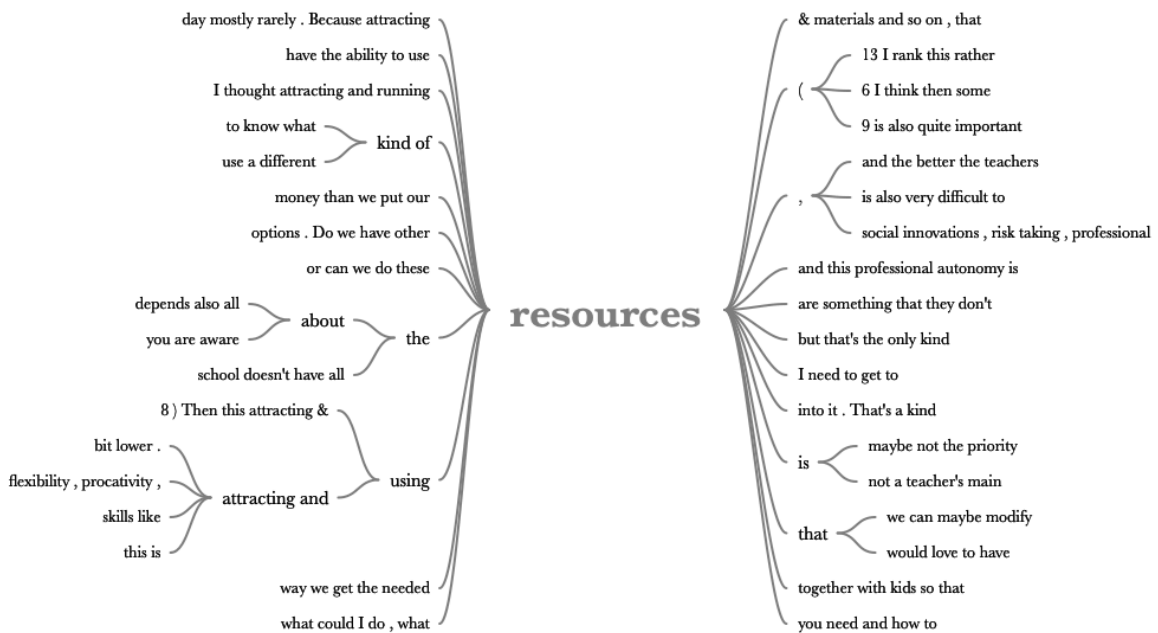 day mostly rarely . Because attracting
have the ability to use
I thought attracting and running
to know what
kind of
use a different
money than we put our
options . Do we have other
or can we do these
depends also all
about
you are aware
the
school doesn't have all
8 ) Then this attracting &
bit lower .
using
flexibility , procativity ,
attracting and
skills like
this is
way we get the needed
what could I do , what
resources
& materials and so on , that
13 I rank this rather
(
6 I think then some
9 is also quite important
and the better the teachers
,
is also very difficult to
social innovations , risk taking , professional
and this professional autonomy is
are something that they don't
but that's the only kind
I need to get to
into it . That's a kind
maybe not the priority
is
not a teacher's main
we can maybe modify
that
would love to have
together with kids so that
you need and how to